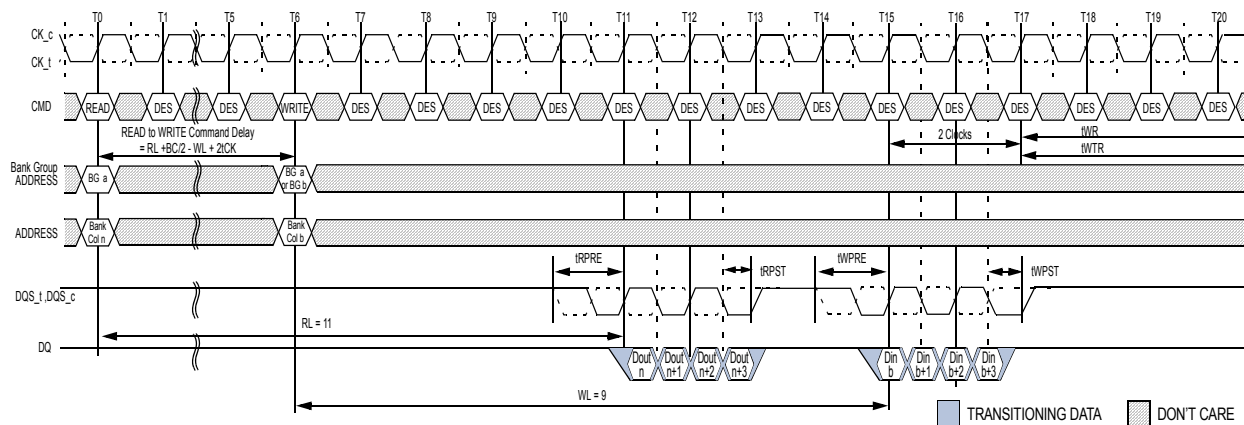 T0 T1 T5 T6 T7 T8 T9 T10 T11 T12 T13 T14 T15 T16 T17 T18 T19 T20
CK_c
CK_t
CMD READ DES DES WRITE DES DES DES DES DES DES DES DES DES DES DES DES DES DES
READ to WRITE Command Delay
= RL +BC/2 - WL + 2tCK
2 Clocks
tWR
tWTR
Bank Group
ADDRESS
BG a
BG a
or BG b
ADDRESS
Bank
Col n
Bank
Col b
tRPRE tRPST tWPRE tWPST
DQS_t ,DQS_c
RL = 11
DQ
Dout
n
Dout
n+1
Dout
n+2
Dout
n+3
Din
b
Din
b+1
Din
b+2
Din
b+3
WL = 9
TRANSITIONING DATA DON'T CARE